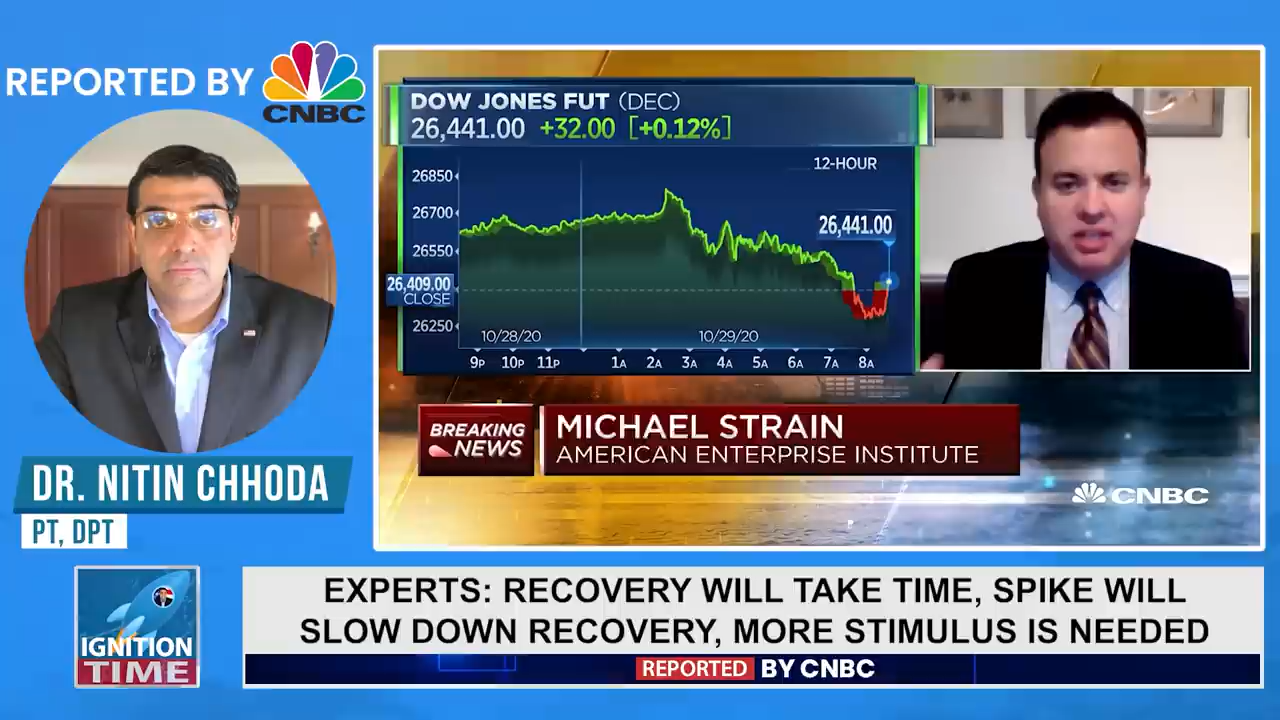 REPORTED BY
CNBC
DR. NITIN CHHODA
PT, DPT
DOW JONES FUT (DEC)
26,441.00 +32.00 [+0.12%]
12-HOUR
26850
26700
26550
26,409.00
CLOSE
26250
26,441.00
10/28/20 10/29/20
9P 10P 11P 1A 2A 3A 4A 5A 6A 7A 8A
BREAKING
NEWS
MICHAEL STRAIN
AMERICAN ENTERPRISE INSTITUTE
CNBC
IGNITION
TIME
EXPERTS: RECOVERY WILL TAKE TIME, SPIKE WILL
SLOW DOWN RECOVERY, MORE STIMULUS IS NEEDED
REPORTED BY CNBC